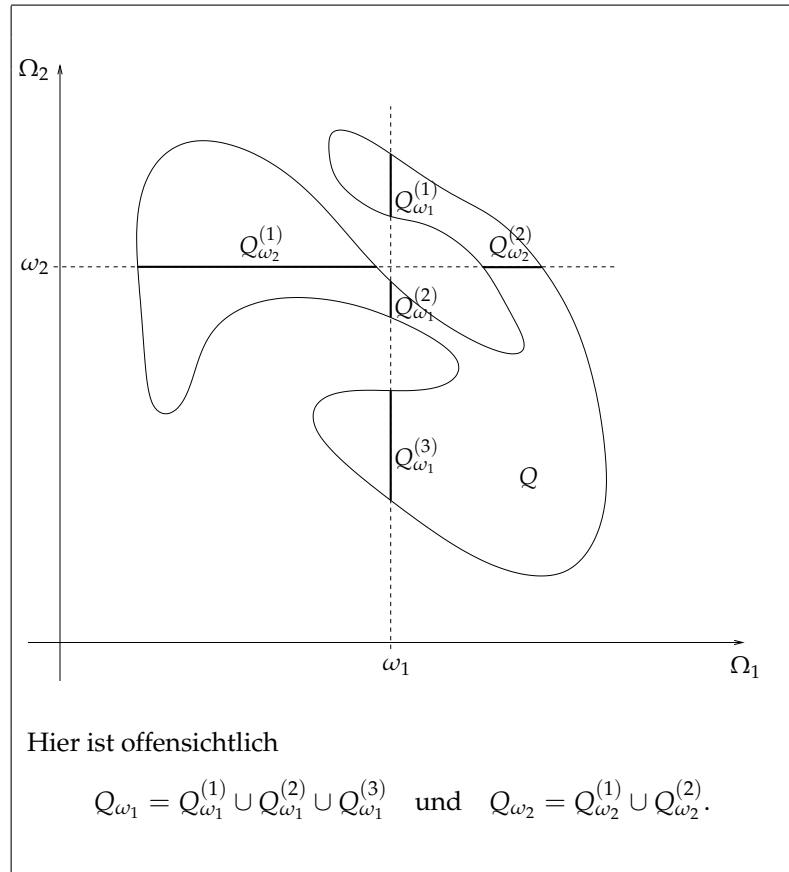 Ω₂
Q_{ω₁}^{(1)}
Q_{ω₂}^{(1)}
Q_{ω₂}^{(2)}
ω₂
Q_{ω₁}^{(2)}
Q_{ω₁}^{(3)}
Q
ω₁
Ω₁
Hier ist offensichtlich
Q_{ω₁} = Q_{ω₁}^{(1)} ∪ Q_{ω₁}^{(2)} ∪ Q_{ω₁}^{(3)} und Q_{ω₂} = Q_{ω₂}^{(1)} ∪ Q_{ω₂}^{(2)}.